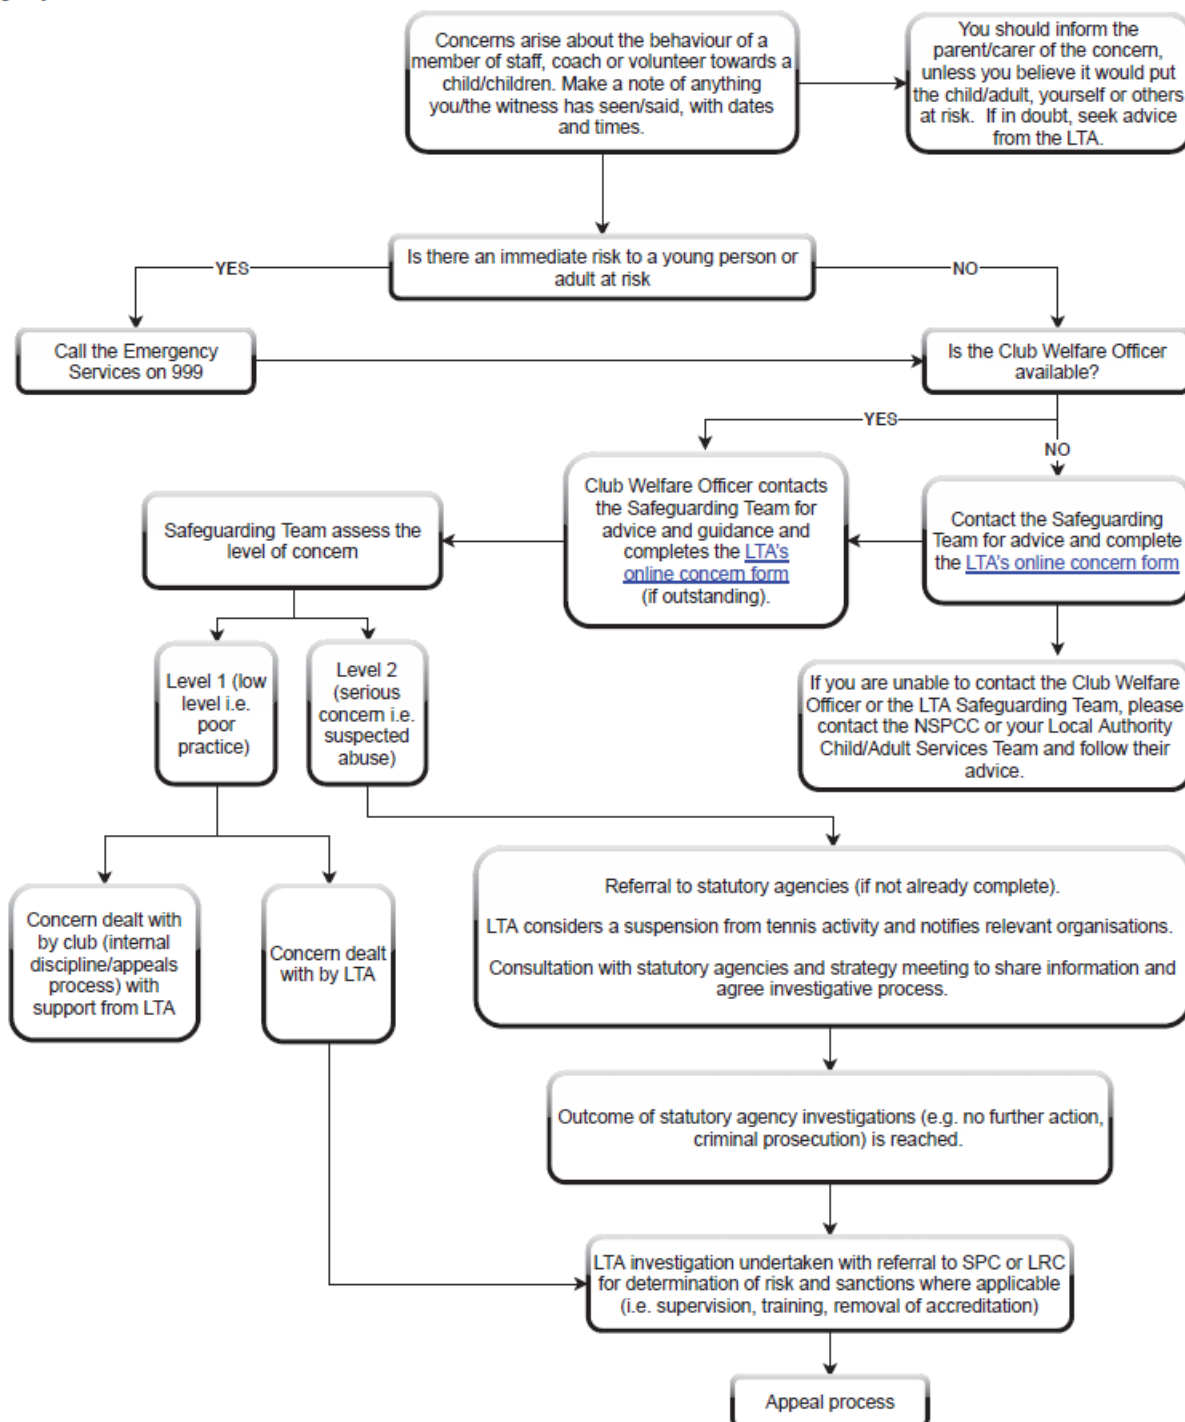 Concerns arise about the behaviour of a
member of staff, coach or volunteer towards a
child/children. Make a note of anything
you/the witness has seen/said, with dates
and times.
You should inform the
parent/carer of the concern,
unless you believe it would put
the child/adult, yourself or others
at risk. If in doubt, seek advice
from the LTA.
Is there an immediate risk to a young person or
adult at risk
YES
NO
Call the Emergency
Services on 999
Is the Club Welfare Officer
available?
YES
NO
Club Welfare Officer contacts
the Safeguarding Team for
advice and guidance and
completes the LTA's
online concern form
(if outstanding).
Contact the Safeguarding
Team for advice and complete
the LTA's online concern form
Safeguarding Team assess the
level of concern
If you are unable to contact the Club Welfare
Officer or the LTA Safeguarding Team, please
contact the NSPCC or your Local Authority
Child/Adult Services Team and follow their
advice.
Level 1 (low
level i.e.
poor
practice)
Level 2
(serious
concern i.e.
suspected
abuse)
Concern dealt with
by club (internal
discipline/appeals
process) with
support from LTA
Concern dealt
with by LTA
Referral to statutory agencies (if not already complete).
LTA considers a suspension from tennis activity and notifies relevant organisations.
Consultation with statutory agencies and strategy meeting to share information and
agree investigative process.
Outcome of statutory agency investigations (e.g. no further action,
criminal prosecution) is reached.
LTA investigation undertaken with referral to SPC or LRC
for determination of risk and sanctions where applicable
(i.e. supervision, training, removal of accreditation)
Appeal process